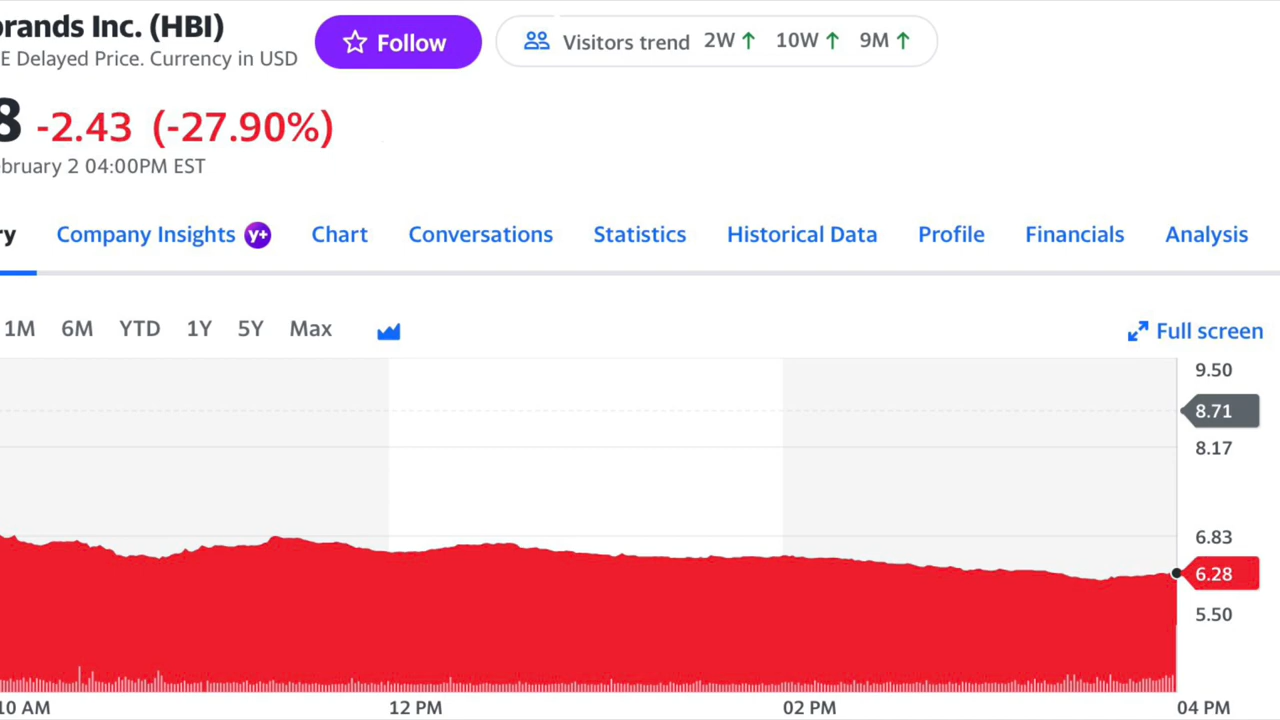 brands Inc. (HBI)
E Delayed Price. Currency in USD
Follow
Visitors trend 2W↑ 10W↑ 9M↑
8 -2.43 (-27.90%)
bruary 2 04:00PM EST
ry Company Insights y+ Chart Conversations Statistics Historical Data Profile Financials Analysis
1M 6M YTD 1Y 5Y Max
Full screen
9.50
8.71
8.17
6.83
6.28
5.50
10 AM 12 PM 02 PM 04 PM